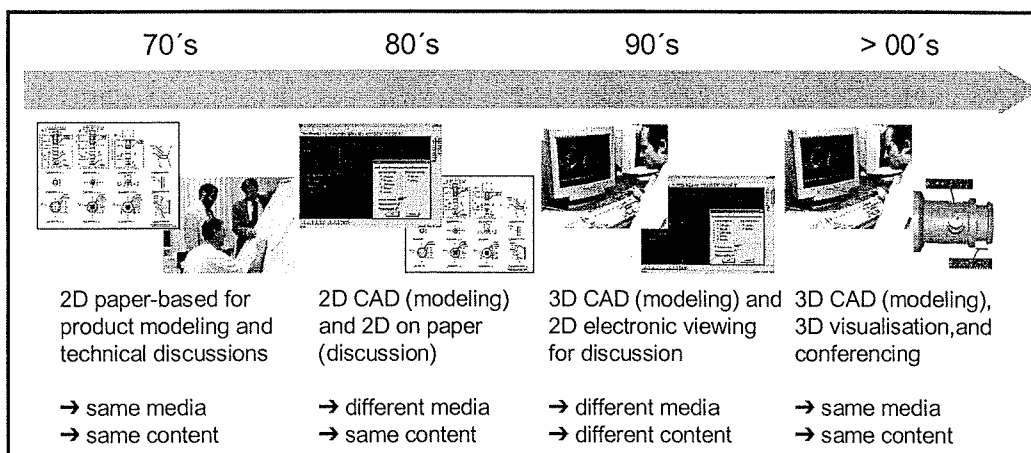 70´s
80´s
90´s
> 00´s
2D paper-based for
product modeling and
technical discussions
➔ same media
➔ same content
2D CAD (modeling)
and 2D on paper
(discussion)
➔ different media
➔ same content
3D CAD (modeling) and
2D electronic viewing
for discussion
➔ different media
➔ different content
3D CAD (modeling),
3D visualisation,and
conferencing
➔ same media
➔ same content